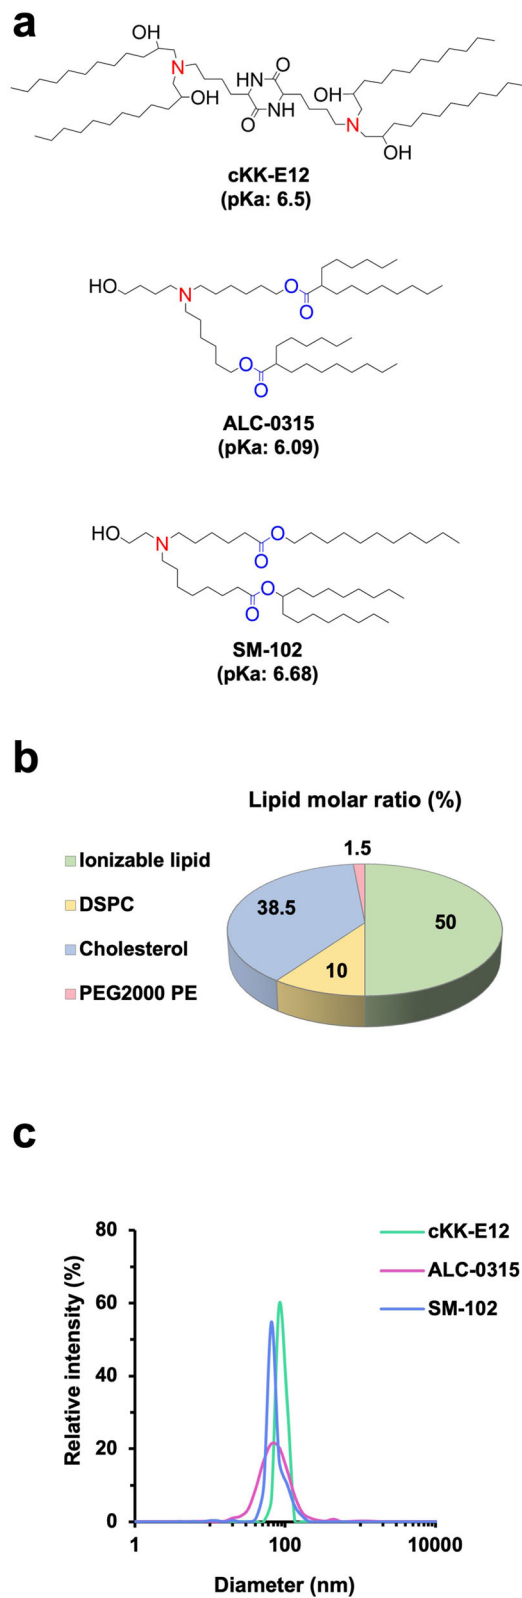 a
OH
N
OH
HN
O
O
NH
OH
N
OH
cKK-E12
(pKa: 6.5)
HO
N
O
O
O
O
ALC-0315
(pKa: 6.09)
HO
N
O
O
O
O
SM-102
(pKa: 6.68)
b
Lipid molar ratio (%)
Ionizable lipid
DSPC
Cholesterol
PEG2000 PE
1.5
38.5
50
10
c
cKK-E12
ALC-0315
SM-102
Relative intensity (%)
80
60
40
20
0
1
100
10000
Diameter (nm)